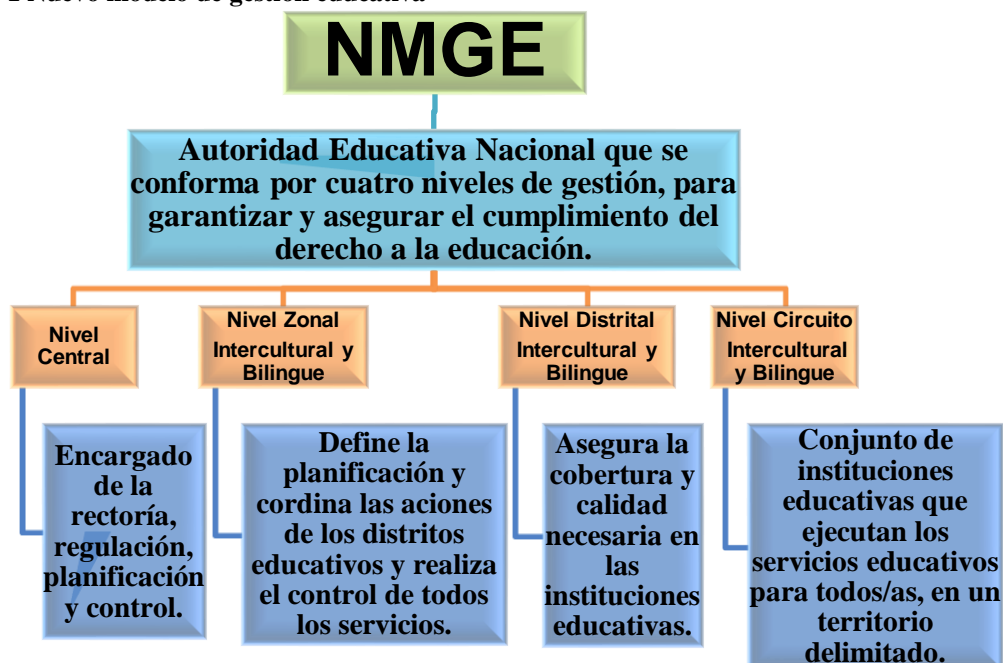 NMGE
Autoridad Educativa Nacional que se
conforma por cuatro niveles de gestión, para
garantizar y asegurar el cumplimiento del
derecho a la educación.
Nivel
Central
Nivel Zonal
Intercultural y
Bilingue
Nivel Distrital
Intercultural y
Bilingue
Nivel Circuito
Intercultural
y Bilingue
Encargado
de la
rectoría,
regulación,
planificación
y control.
Define la
planificación y
cordina las aciones
de los distritos
educativos y realiza
el control de todos
los servicios.
Asegura la
cobertura y
calidad
necesaria en
las
instituciones
educativas.
Conjunto de
instituciones
educativas que
ejecutan los
servicios educativos
para todos/as, en un
territorio
delimitado.